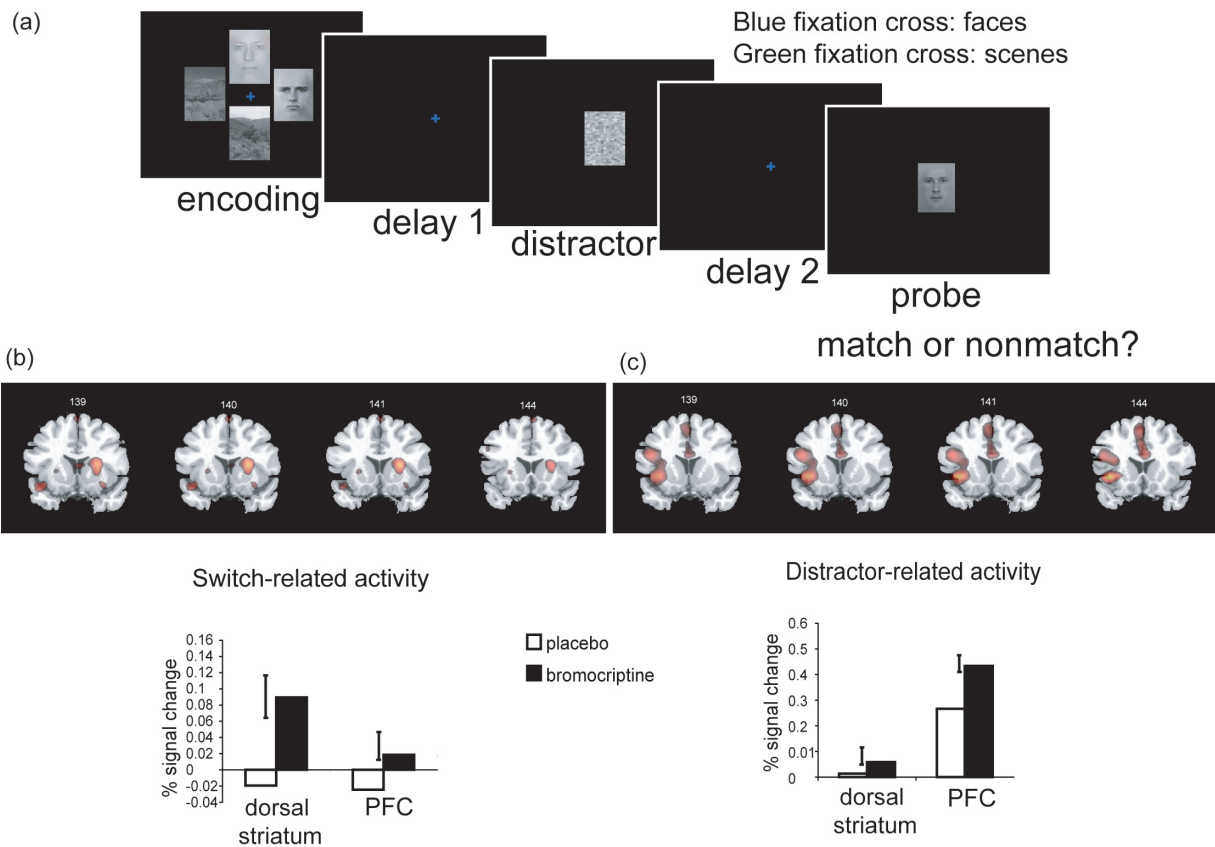 (a)
Blue fixation cross: faces
Green fixation cross: scenes
encoding
delay 1
distractor
delay 2
probe
match or nonmatch?
(b)
139
140
141
144
(c)
139
140
141
144
Switch-related activity
% signal change
0.16
0.14
0.12
0.1
0.08
0.06
0.04
0.02
0
-0.02
-0.04
dorsal
striatum
PFC
placebo
bromocriptine
Distractor-related activity
% signal change
0.6
0.5
0.4
0.3
0.2
0.01
0
dorsal
striatum
PFC